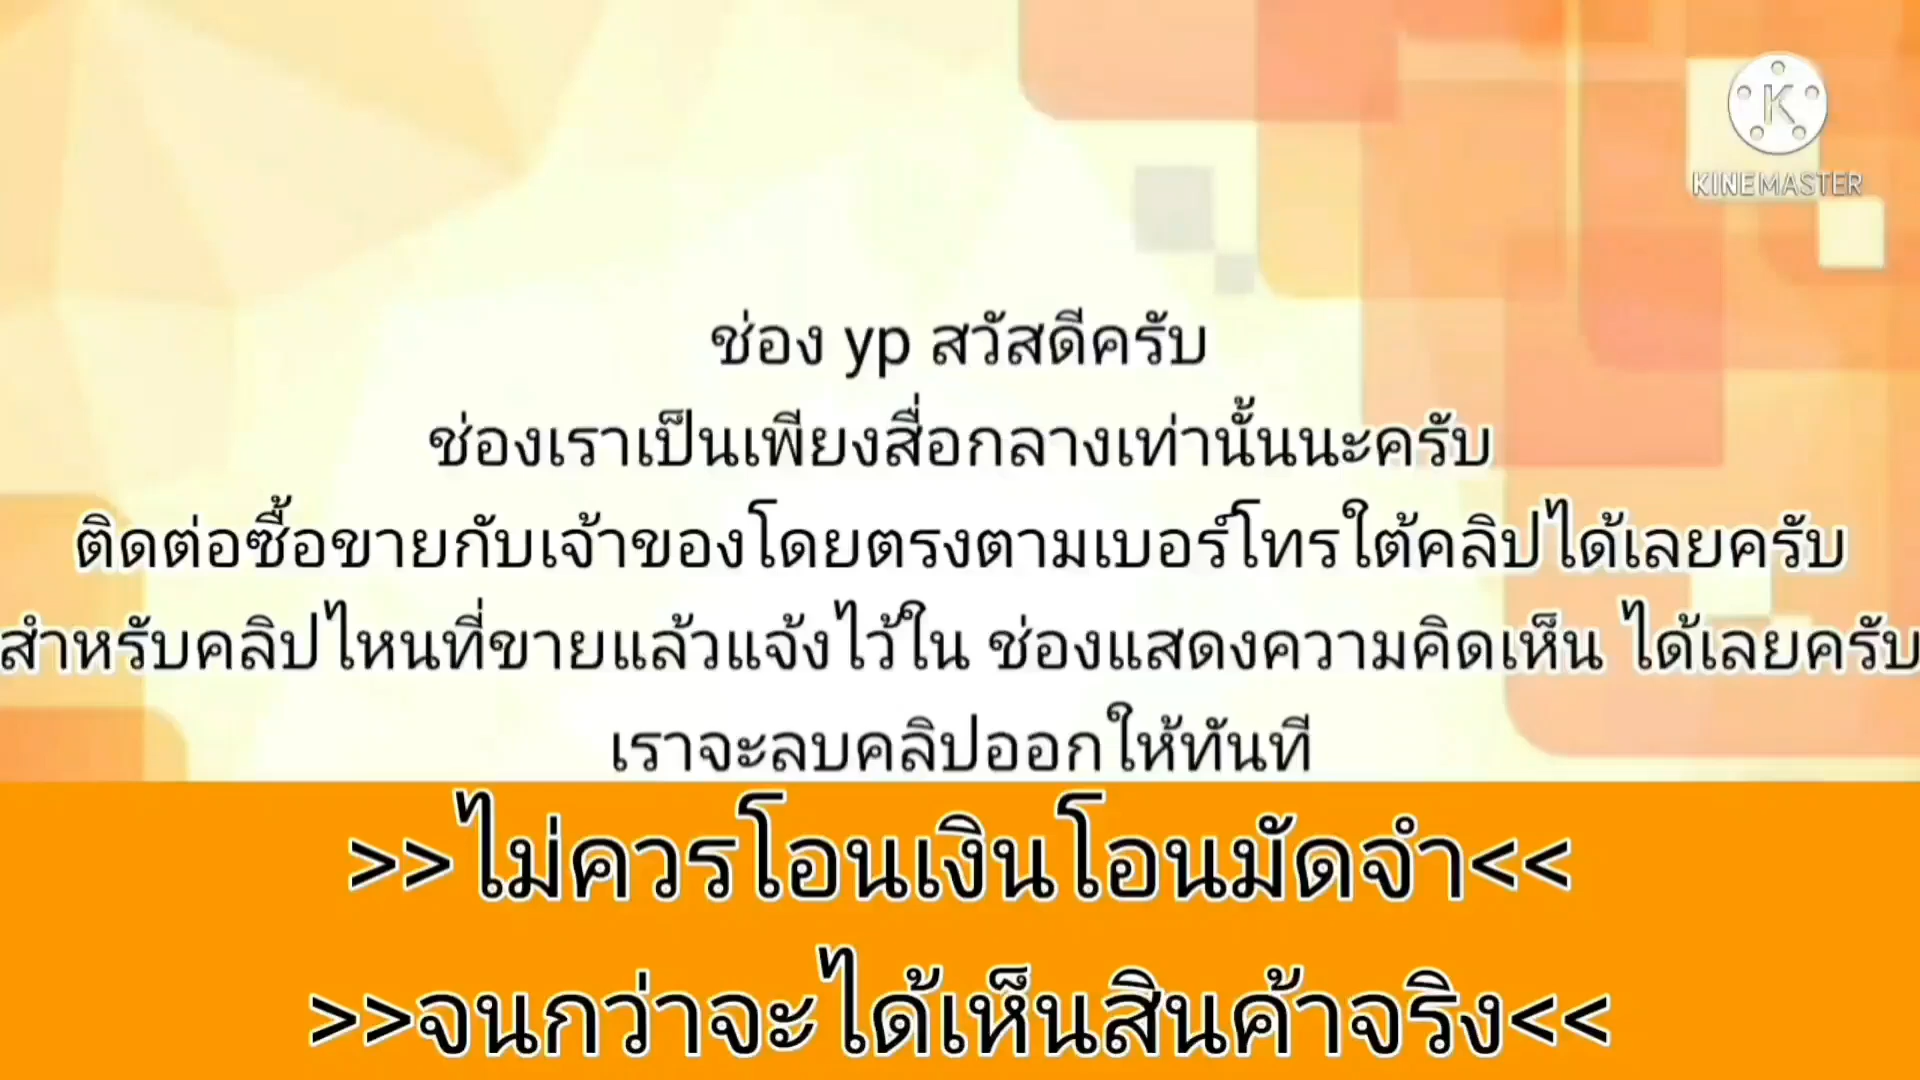 KINEMASTER
ช่อง yp สวัสดีครับ
ช่องเราเป็นเพียงสื่อกลางเท่านั้นนะครับ
ติดต่อซื้อขายกับเจ้าของโดยตรงตามเบอร์โทรใต้คลิปได้เลยครับ
สำหรับคลิปไหนที่ขายแล้วแจ้งไว้ใน ช่องแสดงความคิดเห็น ได้เลยครับ
เราจะลบคลิปออกให้ทันที
>>ไม่ควรโอนเงินโอนมัดจำ<<
>>จนกว่าจะได้เห็นสินค้าจริง<<